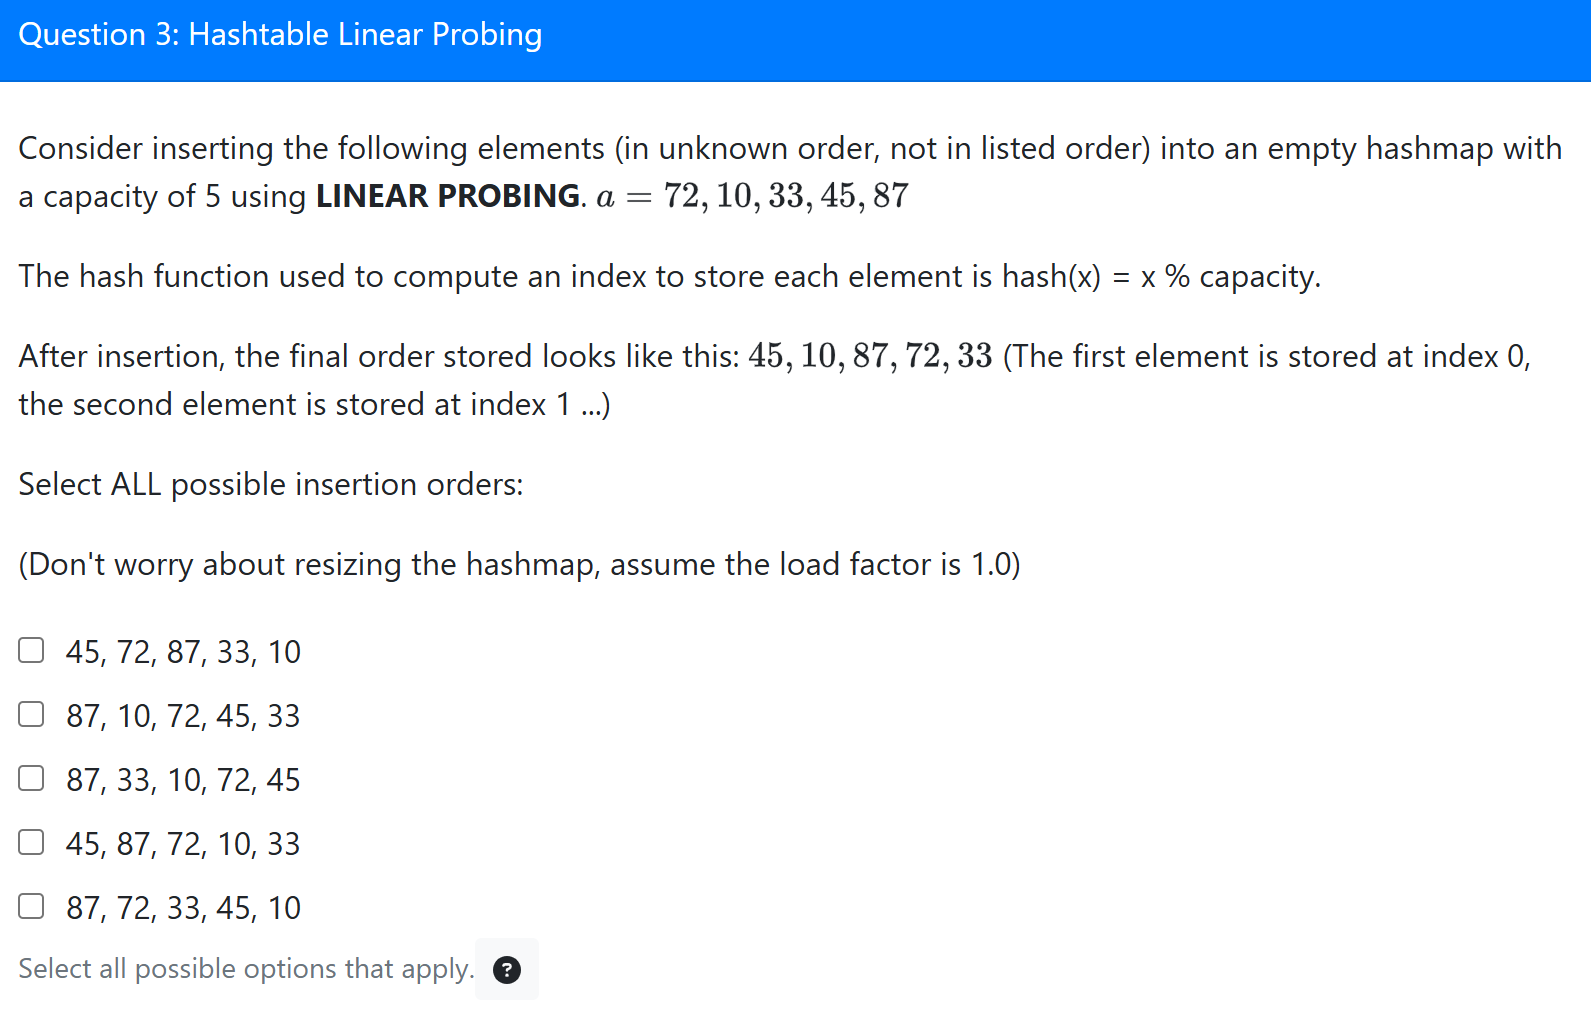 Question 3: Hashtable Linear Probing
Consider inserting the following elements (in unknown order, not in listed order) into an empty hashmap with
a capacity of 5 using LINEAR PROBING. a = 72, 10, 33, 45, 87
The hash function used to compute an index to store each element is hash(x) = x % capacity.
After insertion, the final order stored looks like this: 45, 10, 87, 72, 33 (The first element is stored at index 0,
the second element is stored at index 1 ...)
Select ALL possible insertion orders:
(Don't worry about resizing the hashmap, assume the load factor is 1.0)
45, 72, 87, 33, 10
87, 10, 72, 45, 33
87, 33, 10, 72, 45
45, 87, 72, 10, 33
87, 72, 33, 45, 10
Select all possible options that apply. ?